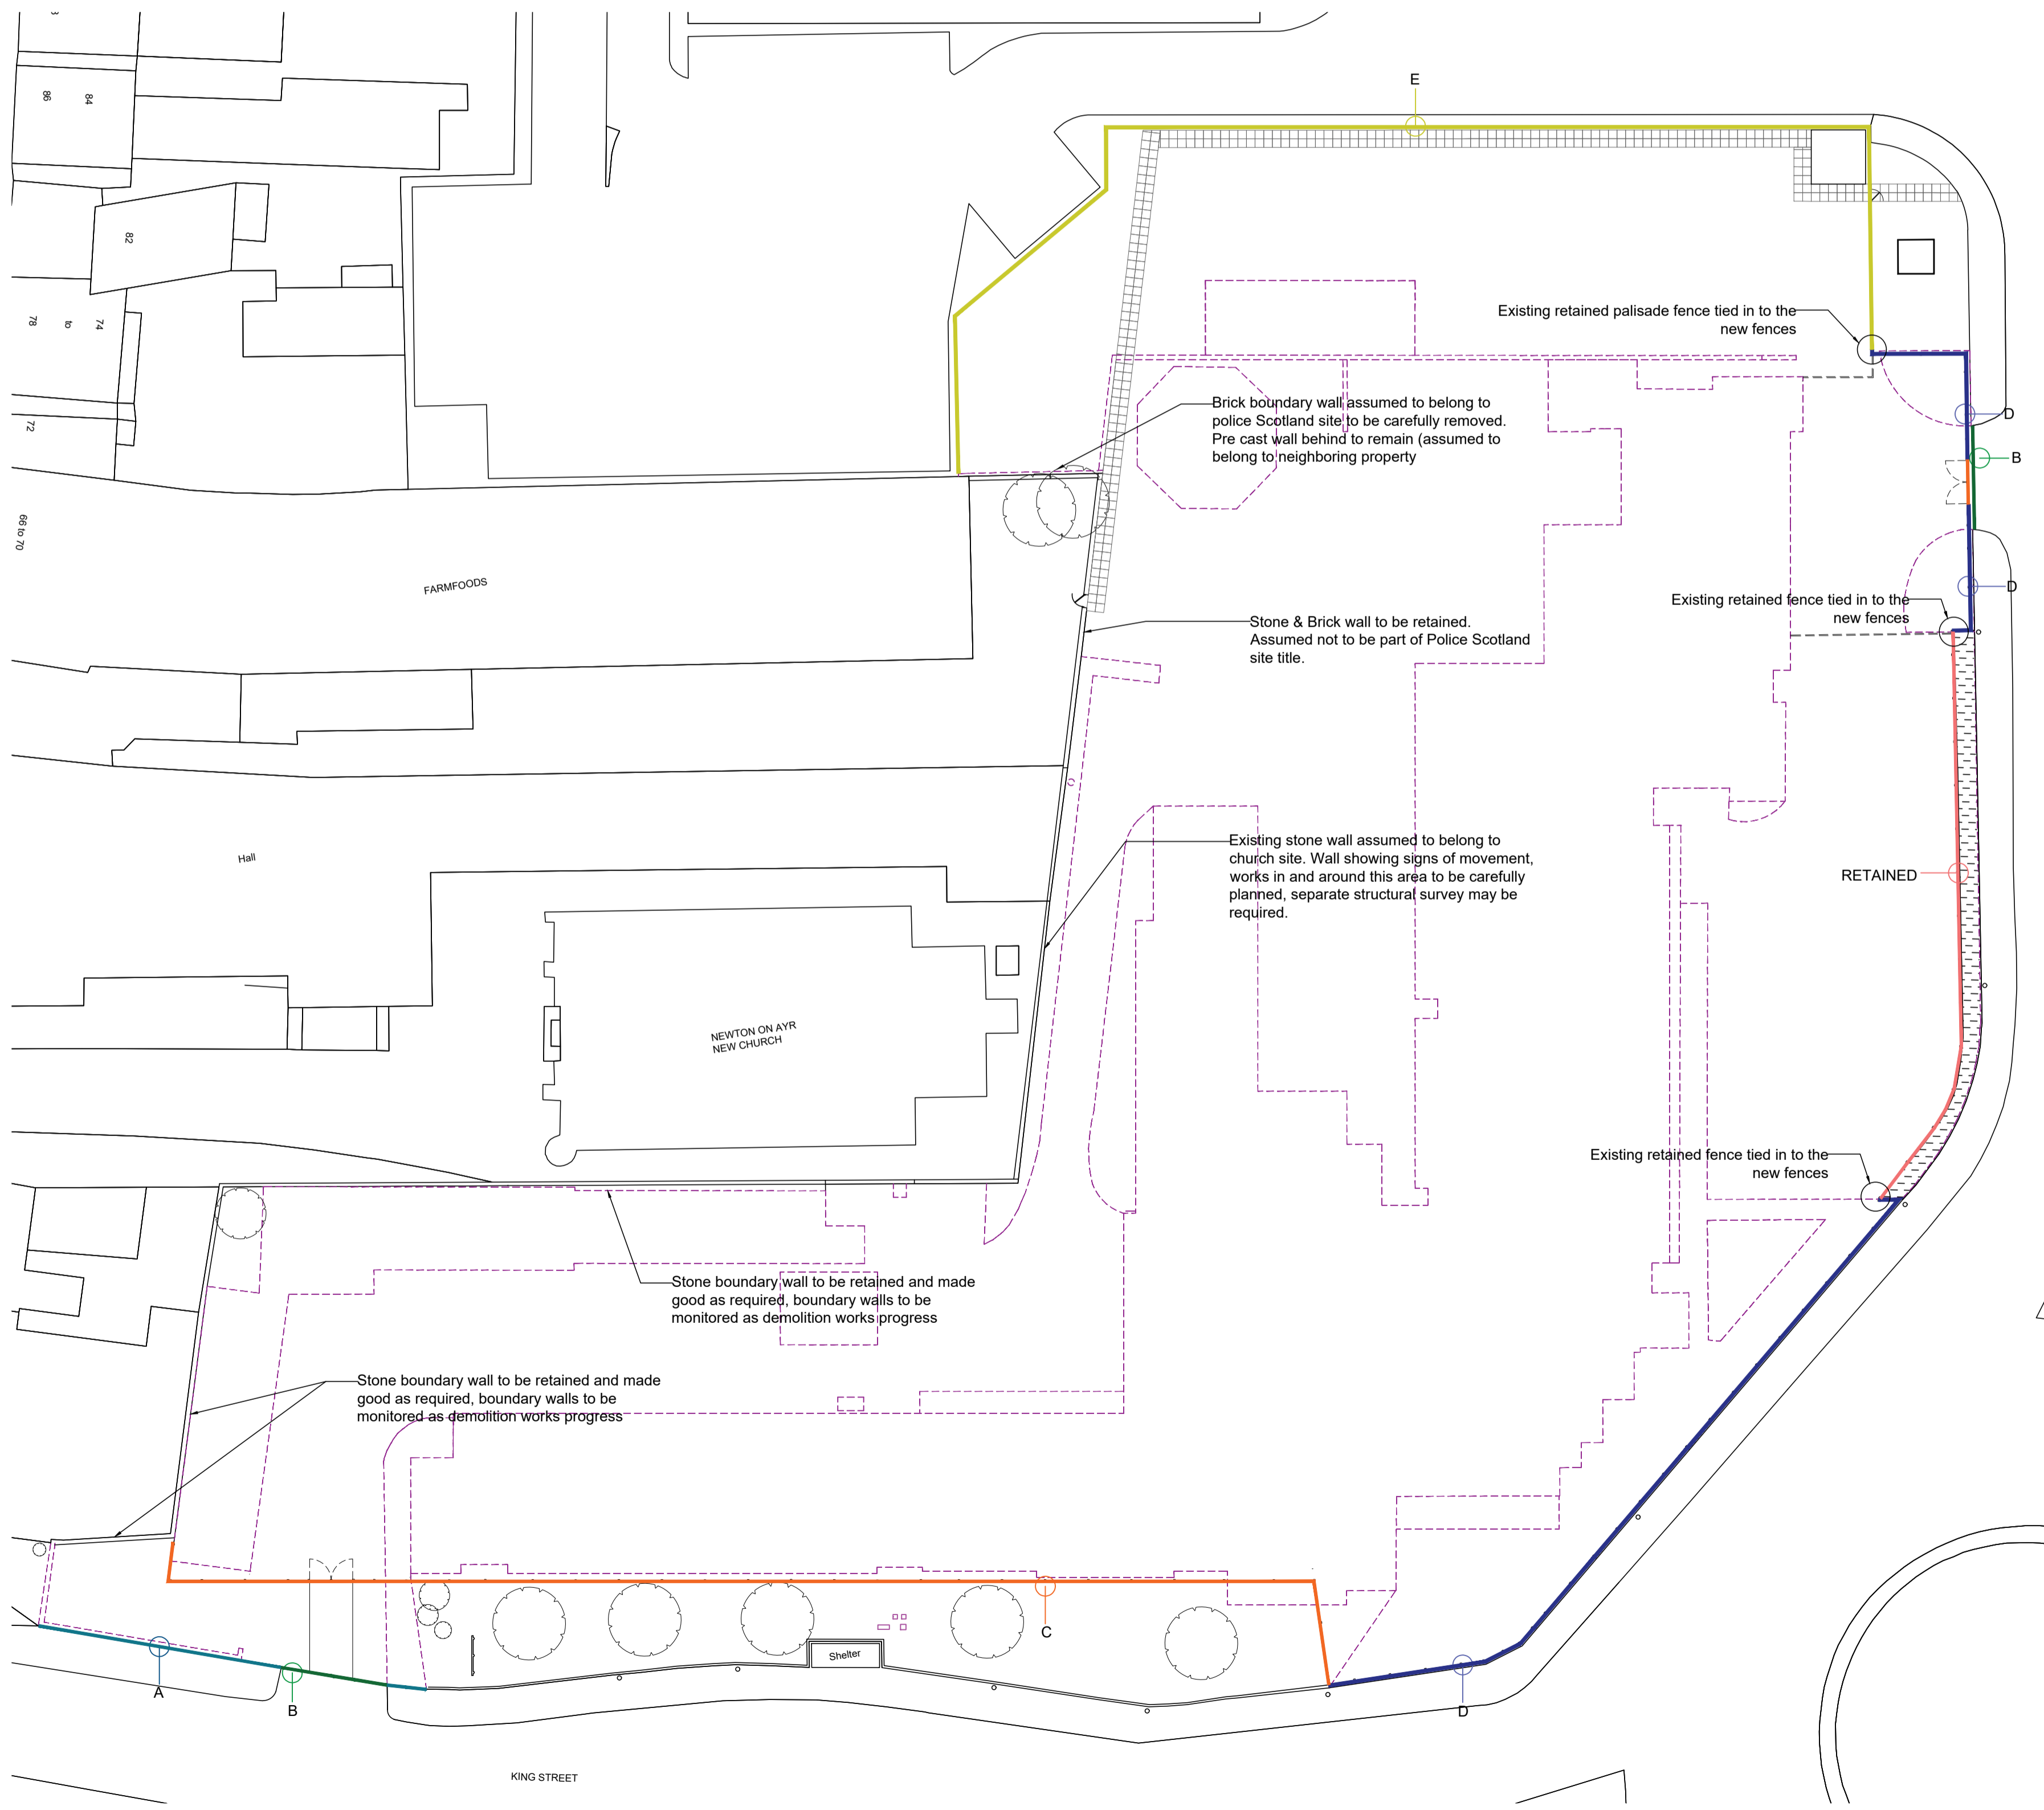 E
86
84
82
78
to
74
72
66 to 70
Existing retained palisade fence tied in to the
new fences
Brick boundary wall assumed to belong to
police Scotland site to be carefully removed.
Pre cast wall behind to remain (assumed to
belong to neighboring property
D
B
D
FARMFOODS
Existing retained fence tied in to the
new fences
Stone & Brick wall to be retained.
Assumed not to be part of Police Scotland
site title.
Hall
Existing stone wall assumed to belong to
church site. Wall showing signs of movement,
works in and around this area to be carefully
planned, separate structural survey may be
required.
RETAINED
NEWTON ON AYR
NEW CHURCH
Existing retained fence tied in to the
new fences
Stone boundary wall to be retained and made
good as required, boundary walls to be
monitored as demolition works progress
Stone boundary wall to be retained and made
good as required, boundary walls to be
monitored as demolition works progress
C
Shelter
A
B
D
KING STREET